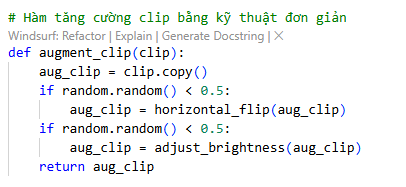 # Hàm tăng cường clip bằng kỹ thuật đơn giản
Windsurf: Refactor | Explain | Generate Docstring | ×
def augment_clip(clip):
    aug_clip = clip.copy()
    if random.random() < 0.5:
        aug_clip = horizontal_flip(aug_clip)
    if random.random() < 0.5:
        aug_clip = adjust_brightness(aug_clip)
    return aug_clip